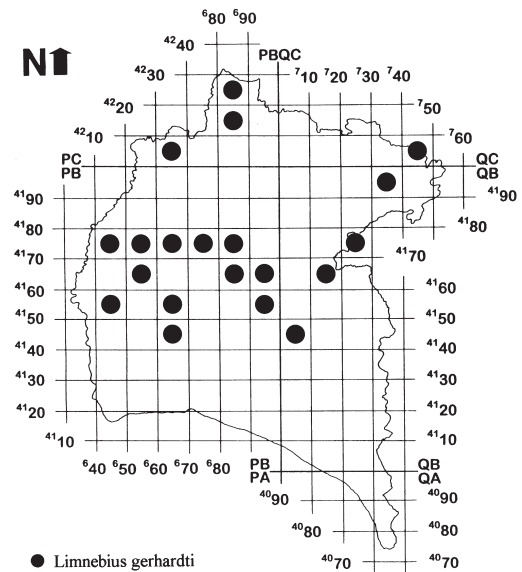 ⁶80 ⁶90
⁴²40
PBQC
N
⁴²30
⁷10 ⁷20 ⁷30 ⁷40
⁴²20
⁷50
⁴²10
⁷60
PC
PB
QC
QB
⁴¹90
⁴¹90
⁴¹80
⁴¹80
⁴¹70
⁴¹70
⁴¹60
⁴¹60
⁴¹50
⁴¹50
⁴¹40
⁴¹40
⁴¹30
⁴¹30
⁴¹20
⁴¹20
⁴¹10
⁴¹10
⁶40 ⁶50 ⁶60 ⁶70 ⁶80
PB
PA
QB
QA
⁴⁰90
⁴⁰90
⁴⁰80
⁴⁰80
⁴⁰70
⁴⁰70
Limnebius gerhardti